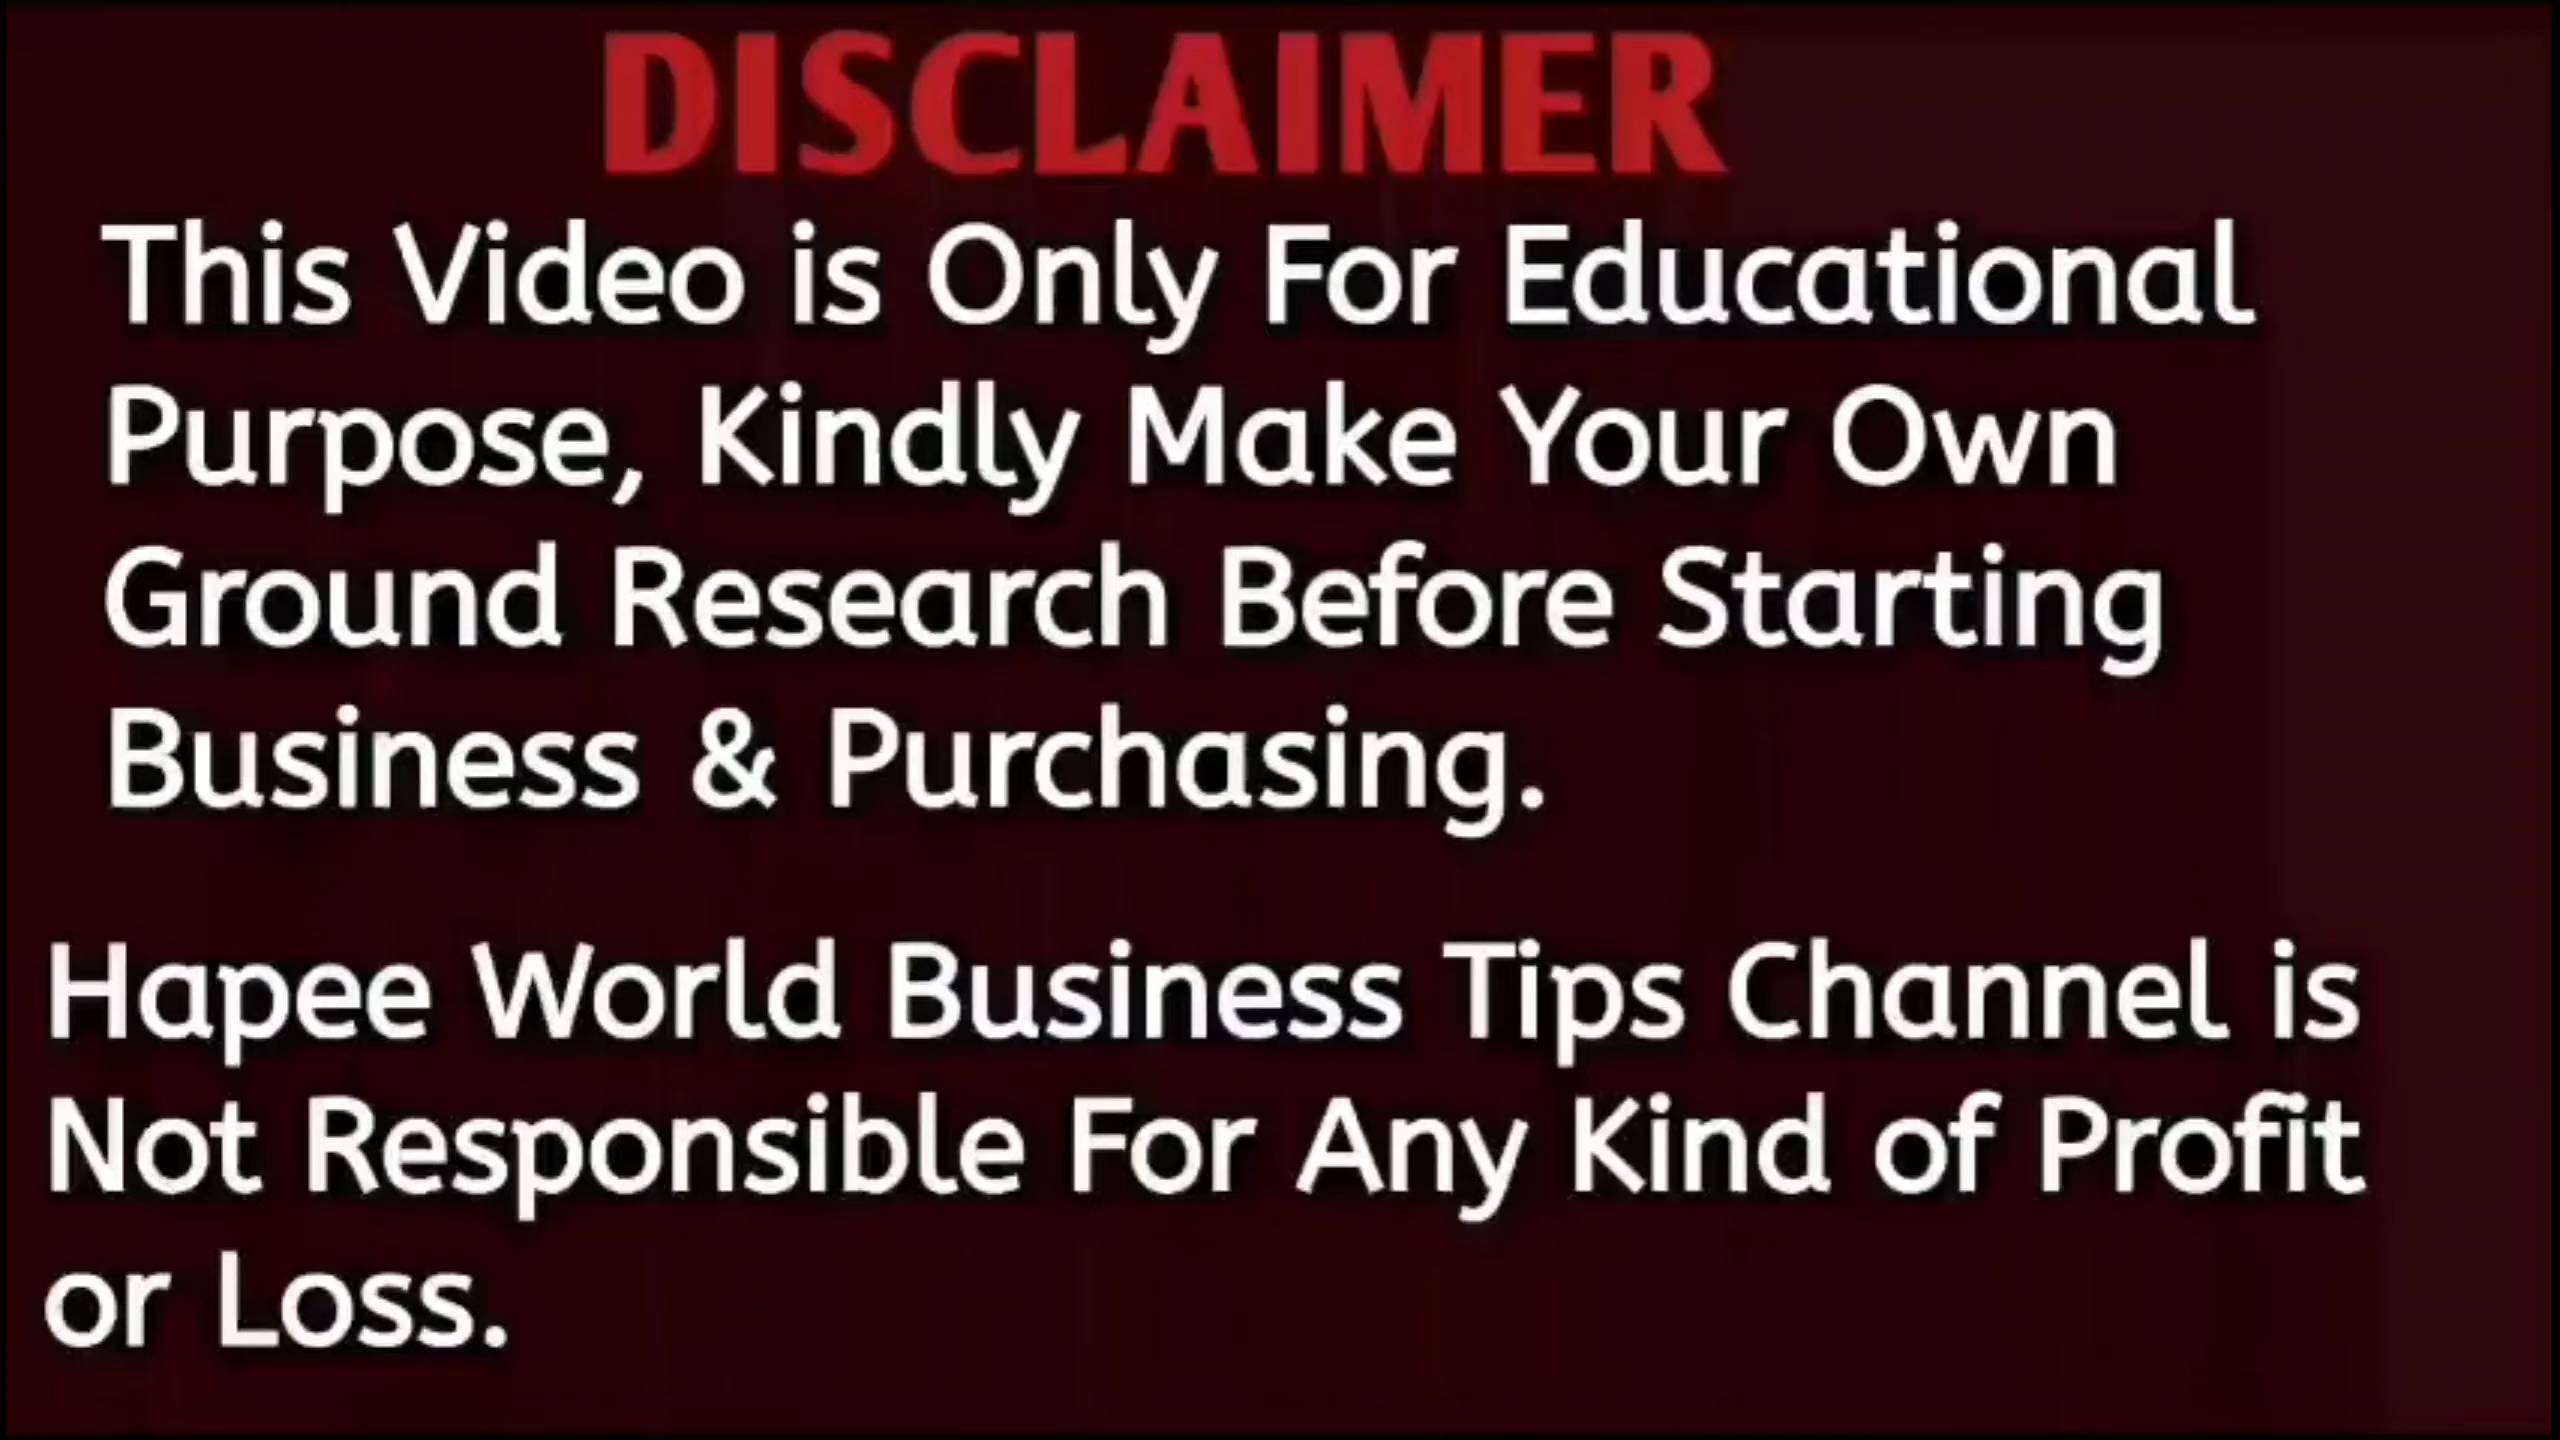 DISCLAIMER
This Video is Only For Educational
Purpose, Kindly Make Your Own
Ground Research Before Starting
Business & Purchasing.
Hapee World Business Tips Channel is
Not Responsible For Any Kind of Profit
or Loss.